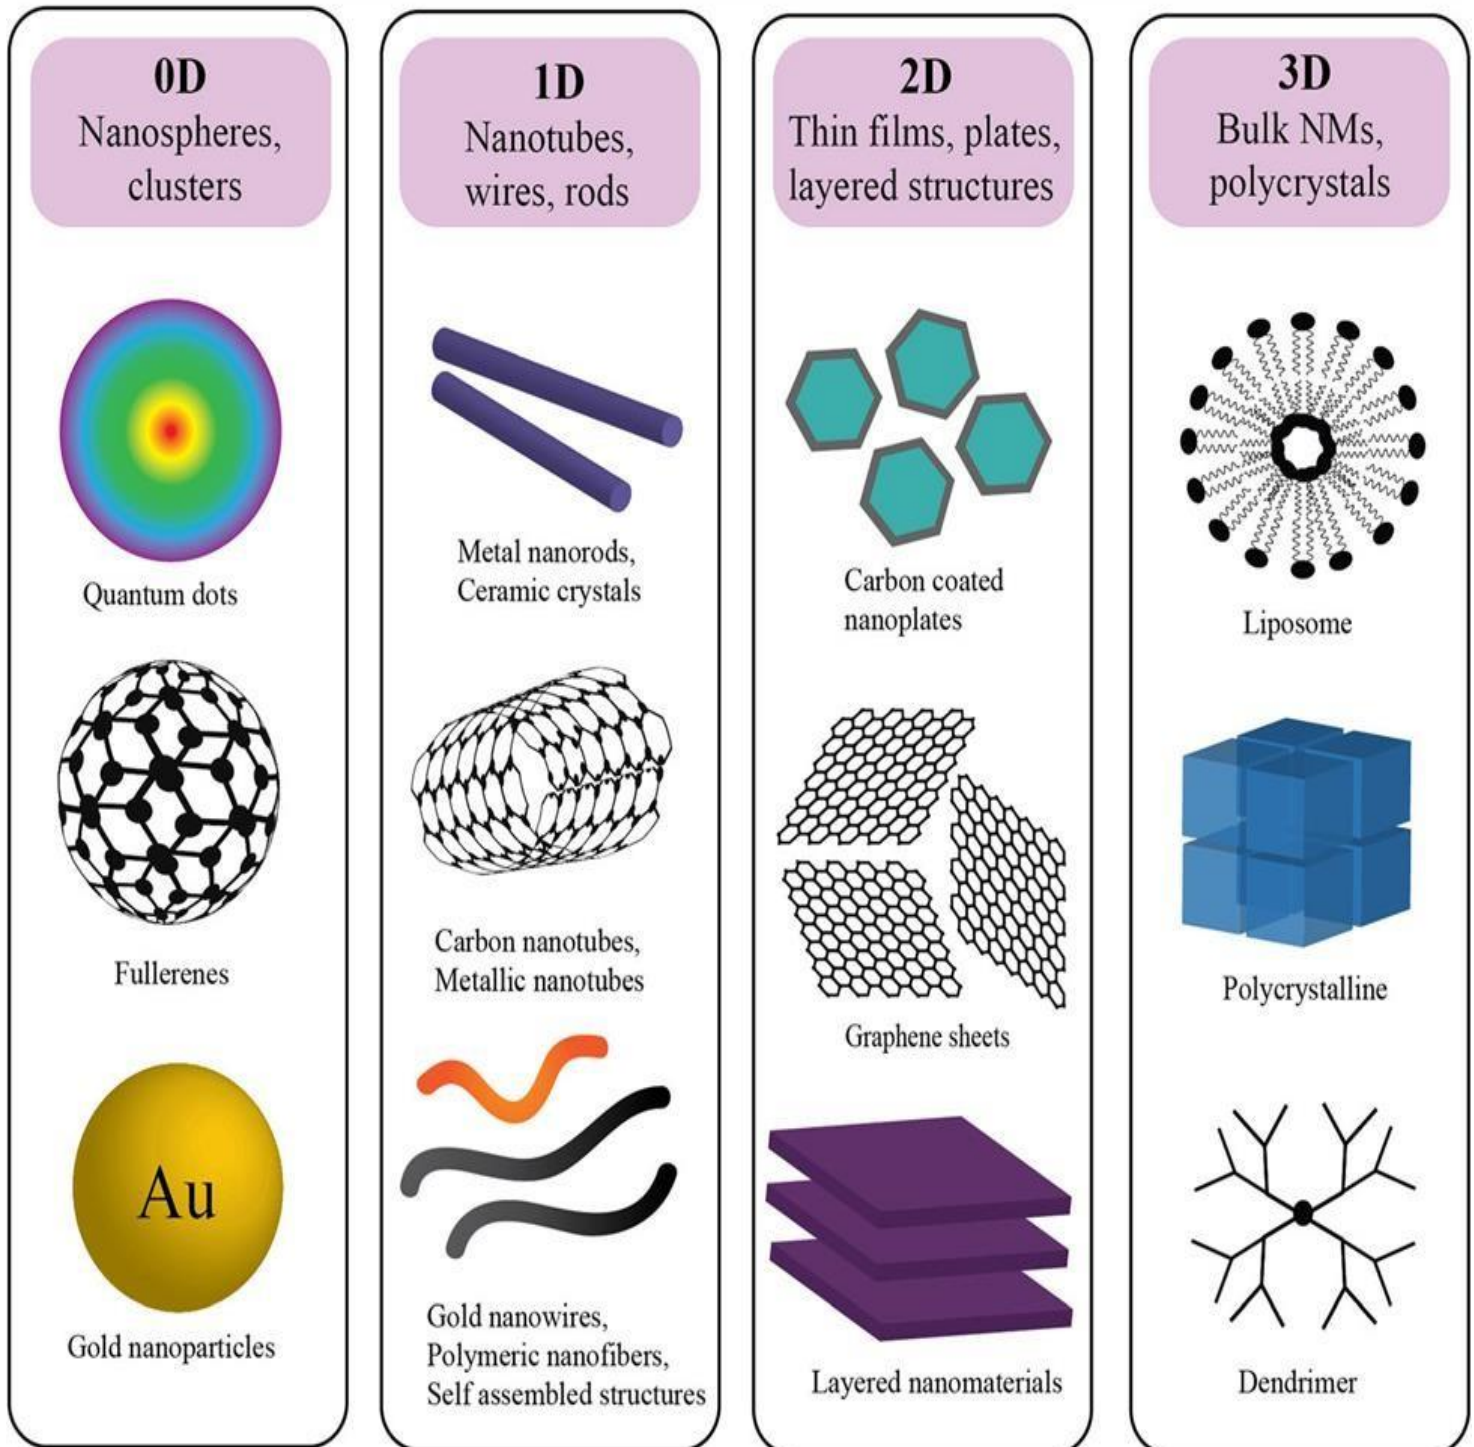 0D
Nanospheres,
clusters
Quantum dots
Fullerenes
Au
Gold nanoparticles
1D
Nanotubes,
wires, rods
Metal nanorods,
Ceramic crystals
Carbon nanotubes,
Metallic nanotubes
Gold nanowires,
Polymeric nanofibers,
Self assembled structures
2D
Thin films, plates,
layered structures
Carbon coated
nanoplates
Graphene sheets
Layered nanomaterials
3D
Bulk NMs,
polycrystals
Liposome
Polycrystalline
Dendrimer